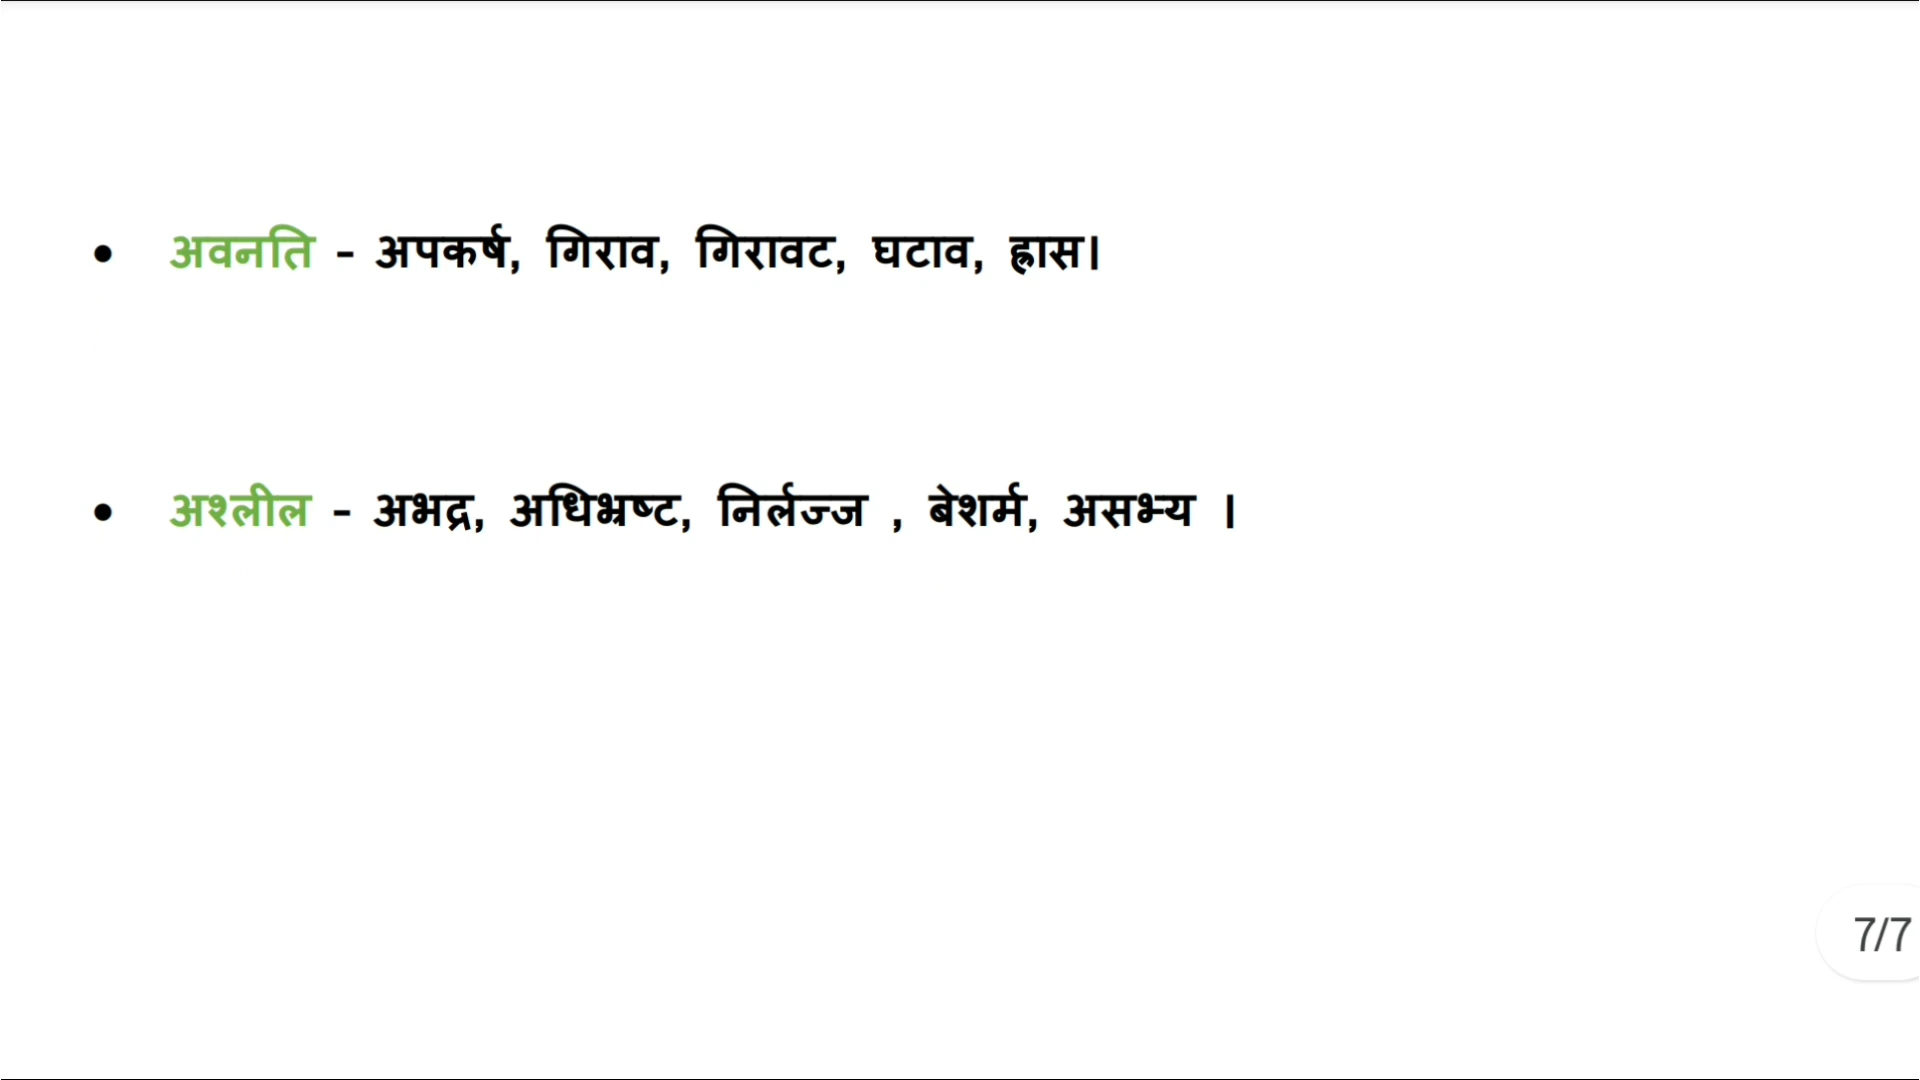 • अवनति - अपकर्ष, गिराव, गिरावट, घटाव, ह्रास।
• अश्लील - अभद्र, अधिभ्रष्ट, निर्लज्ज , बेशर्म, असभ्य ।
7/7